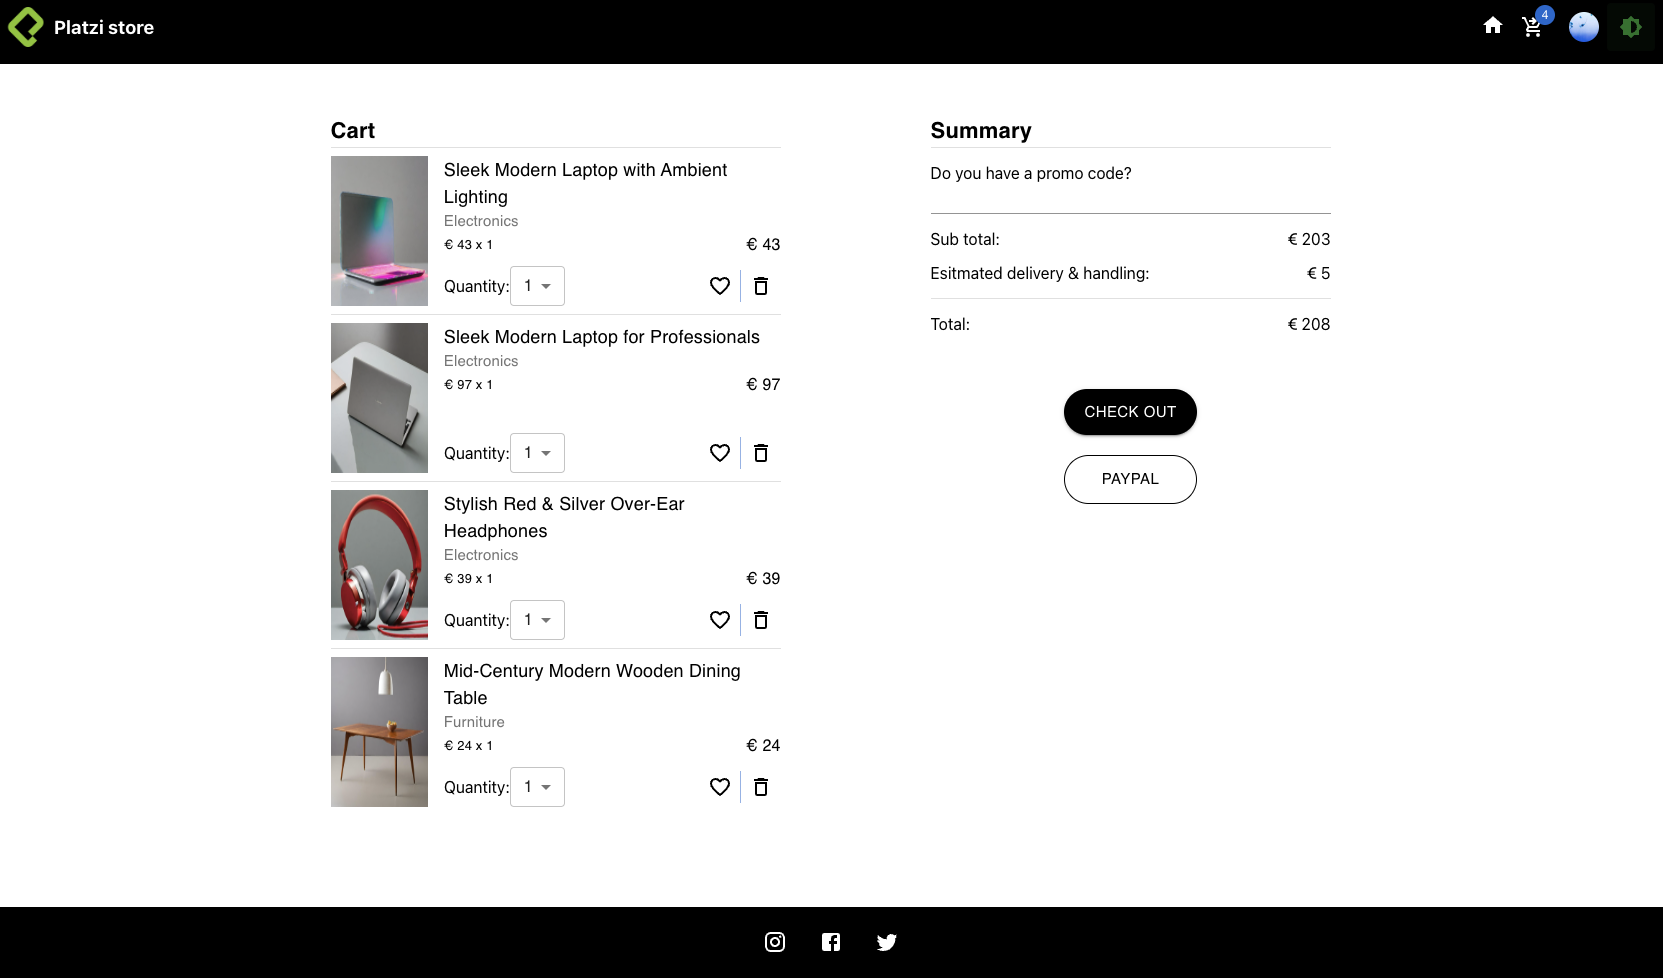 Platzi store
4
Cart
Sleek Modern Laptop with Ambient
Lighting
Electronics
€ 43 x 1
€ 43
Quantity: 1
Sleek Modern Laptop for Professionals
Electronics
€ 97 x 1
€ 97
Quantity: 1
Stylish Red & Silver Over-Ear
Headphones
Electronics
€ 39 x 1
€ 39
Quantity: 1
Mid-Century Modern Wooden Dining
Table
Furniture
€ 24 x 1
€ 24
Quantity: 1
Summary
Do you have a promo code?
Sub total: € 203
Esitmated delivery & handling: € 5
Total: € 208
CHECK OUT
PAYPAL